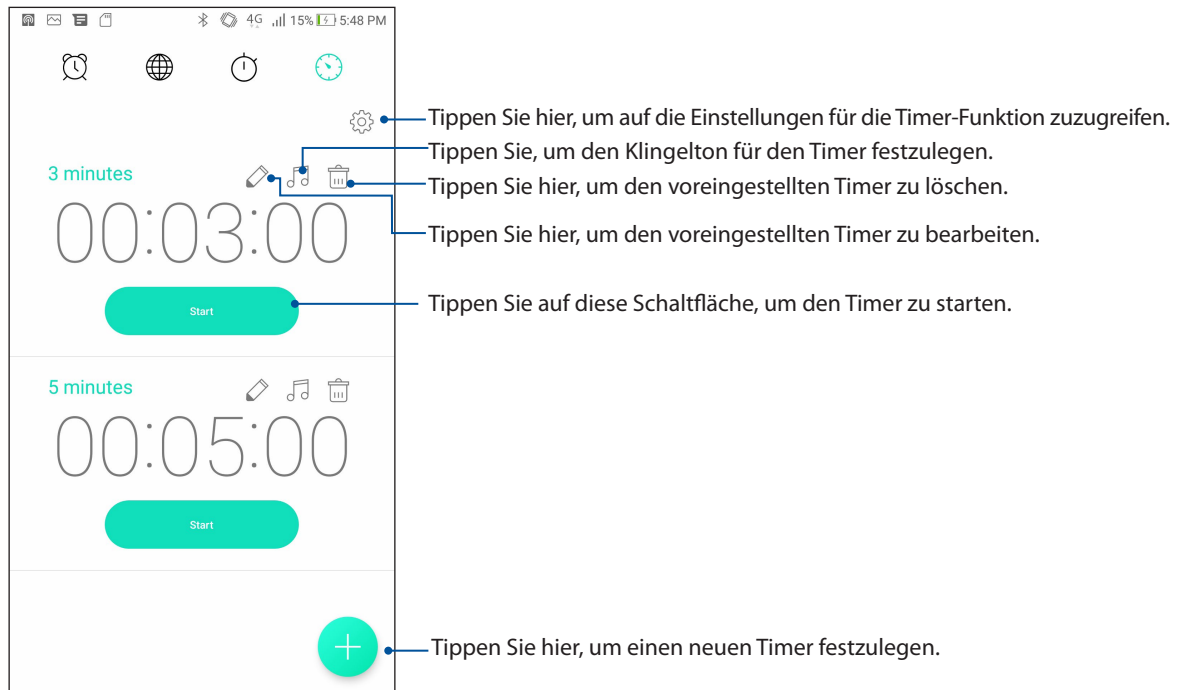 4G 15% 5:48 PM
Tippen Sie hier, um auf die Einstellungen für die Timer-Funktion zuzugreifen.
Tippen Sie, um den Klingelton für den Timer festzulegen.
3 minutes
Tippen Sie hier, um den voreingestellten Timer zu löschen.
00:03:00
Tippen Sie hier, um den voreingestellten Timer zu bearbeiten.
Start
Tippen Sie auf diese Schaltfläche, um den Timer zu starten.
5 minutes
00:05:00
Start
Tippen Sie hier, um einen neuen Timer festzulegen.